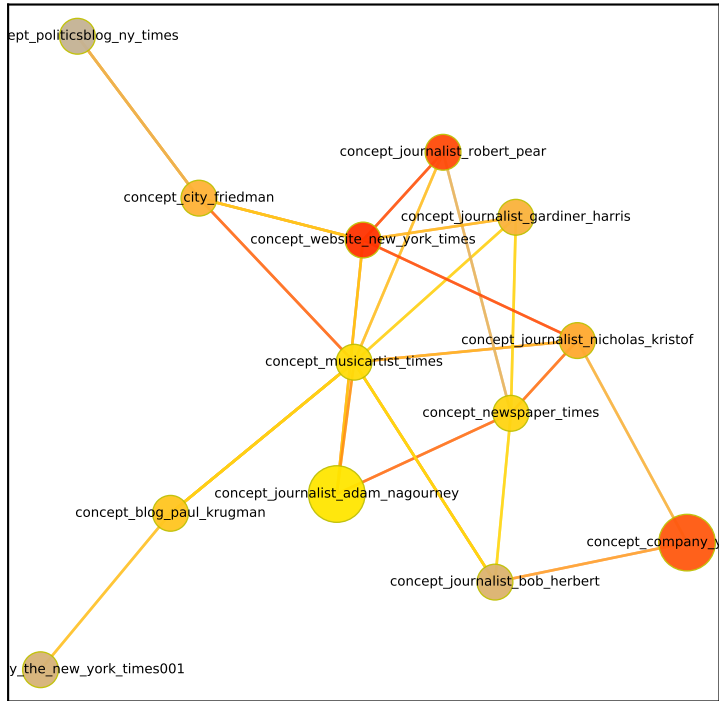 ept_politicsblog_ny_times
concept_journalist_robert_pear
concept_city_friedman
concept_journalist_gardiner_harris
concept_website_new_york_times
concept_journalist_nicholas_kristof
concept_musicartist_times
concept_newspaper_times
concept_journalist_adam_nagourney
concept_blog_paul_krugman
concept_company_y
concept_journalist_bob_herbert
y_the_new_york_times001